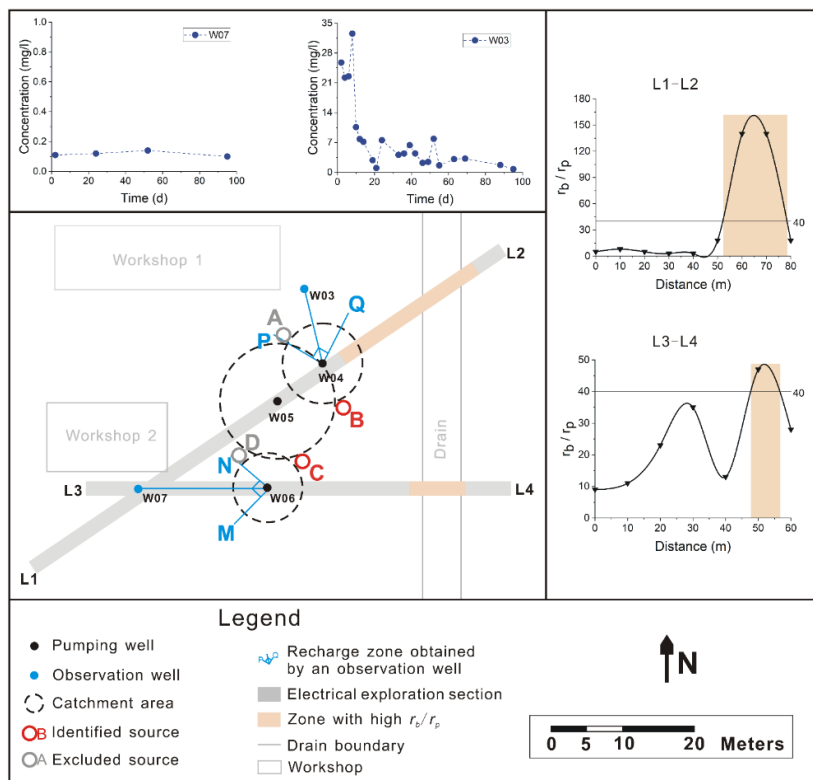 W07
1.0
0.8
0.6
0.4
0.2
0.0
0 20 40 60 80 100
Concentration (mg/l)
Time (d)
W03
35
28
21
14
7
0
0 20 40 60 80 100
Concentration (mg/l)
Time (d)
L1-L2
180
150
120
90
60
30
0
40
0 10 20 30 40 50 60 70 80
r_b / r_p
Distance (m)
L3-L4
50
40
30
20
10
0
40
0 10 20 30 40 50 60
r_b / r_p
Distance (m)
Workshop 1
L2
W03
Q
A
P
W04
W05
B
Drain
Workshop 2
D
N
C
L3
W07
W06
L4
M
L1
Legend
Pumping well
Observation well
Catchment area
B Identified source
A Excluded source
Recharge zone obtained
by an observation well
Electrical exploration section
Zone with high r_b/r_p
Drain boundary
Workshop
N
0 5 10 20 Meters